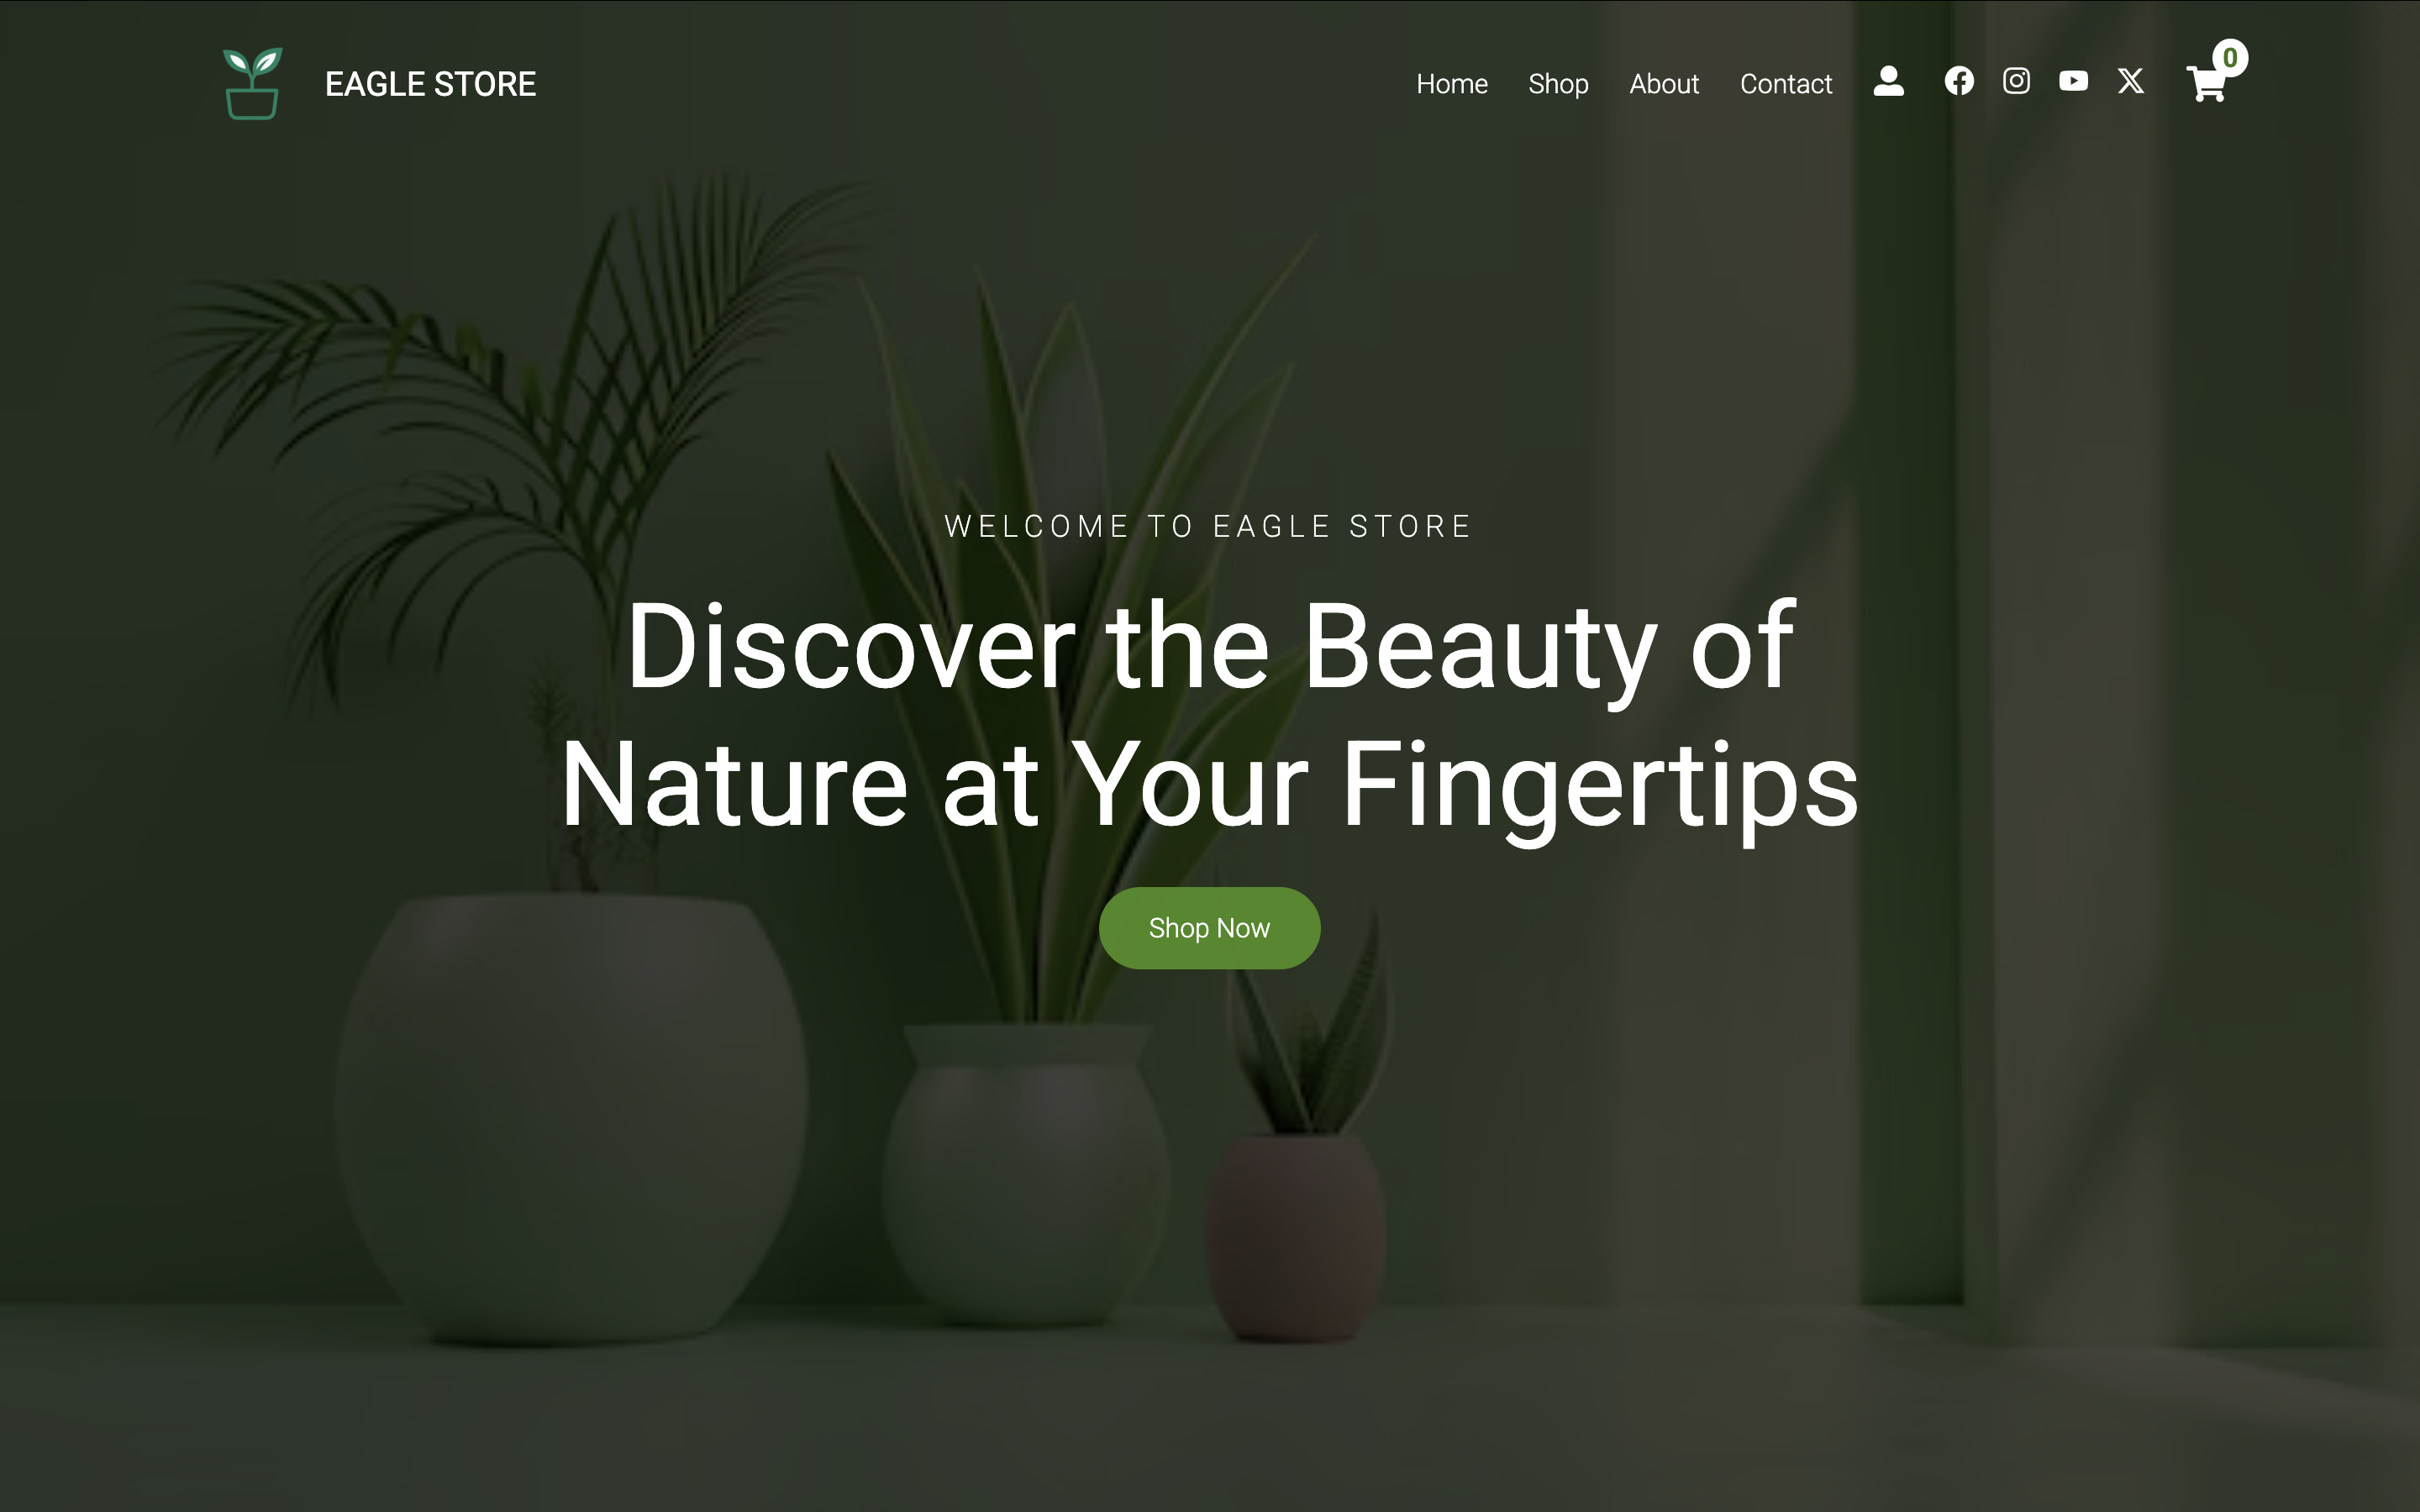 EAGLE STORE
Home Shop About Contact 0
WELCOME TO EAGLE STORE
Discover the Beauty of
Nature at Your Fingertips
Shop Now